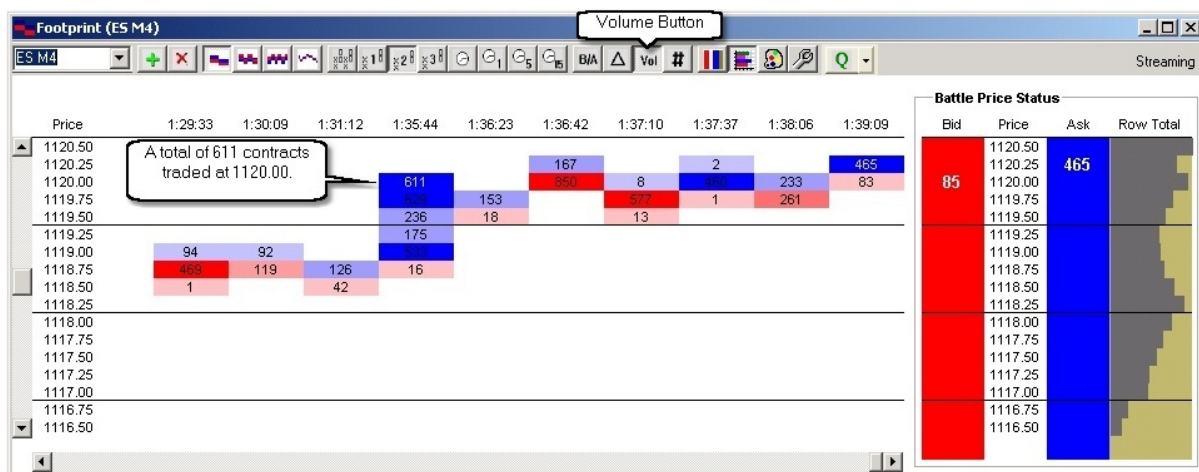 Footprint (ES M4)
Volume Button
ES M4
x1
x2
x3
1
5
15
B/A
Δ
Vol
#
Q
Streaming
Price 1:29:33 1:30:09 1:31:12 1:35:44 1:36:23 1:36:42 1:37:10 1:37:37 1:38:06 1:39:09
A total of 611 contracts
traded at 1120.00.
1120.50
1120.25 167 2 465
1120.00 611 850 8 233 83
1119.75 153 577 1 261
1119.50 236 18 13
1119.25 175
1119.00 94 92
1118.75 469 119 126 16
1118.50 1 42
1118.25
1118.00
1117.75
1117.50
1117.25
1117.00
1116.75
1116.50
Battle Price Status
Bid Price Ask Row Total
1120.50
1120.25 465
85 1120.00
1119.75
1119.50
1119.25
1119.00
1118.75
1118.50
1118.25
1118.00
1117.75
1117.50
1117.25
1117.00
1116.75
1116.50